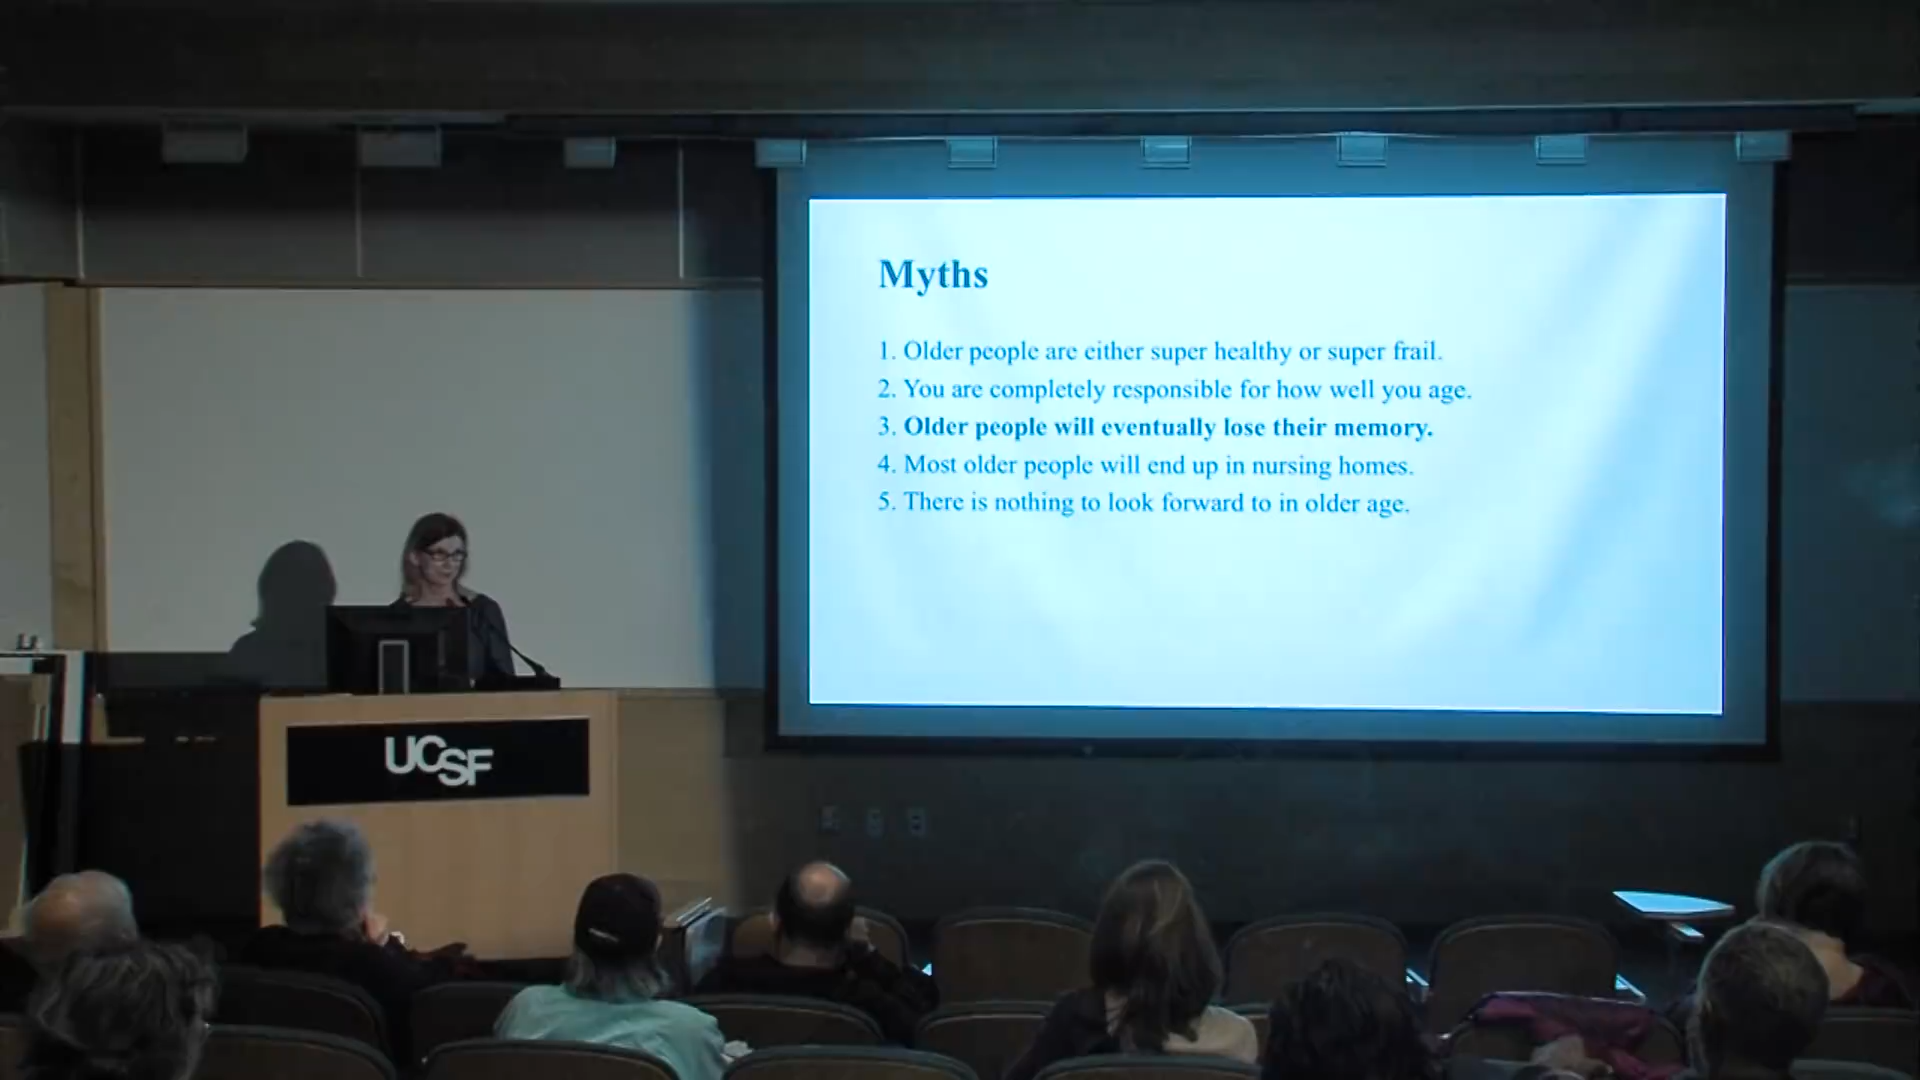 Myths
1. Older people are either super healthy or super frail.
2. You are completely responsible for how well you age.
3. Older people will eventually lose their memory.
4. Most older people will end up in nursing homes.
5. There is nothing to look forward to in older age.
UCSF